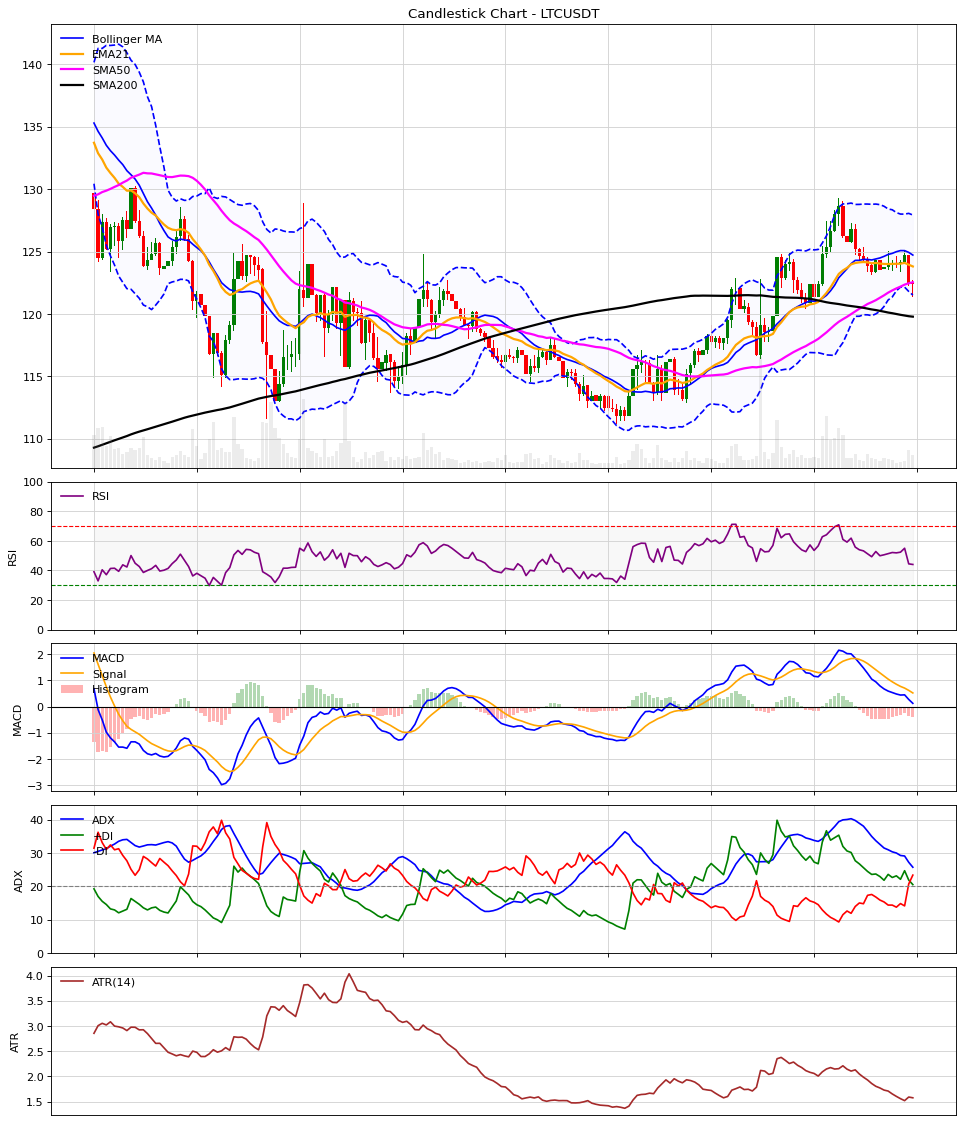 Candlestick Chart - LTCUSDT
Bollinger MA
EMA21
SMA50
SMA200
140
135
130
125
120
115
110
RSI
RSI
100
80
60
40
20
0
MACD
Signal
Histogram
MACD
2
1
0
−1
−2
−3
ADX
+DI
-DI
ADX
40
30
20
10
0
ATR(14)
ATR
4.0
3.5
3.0
2.5
2.0
1.5